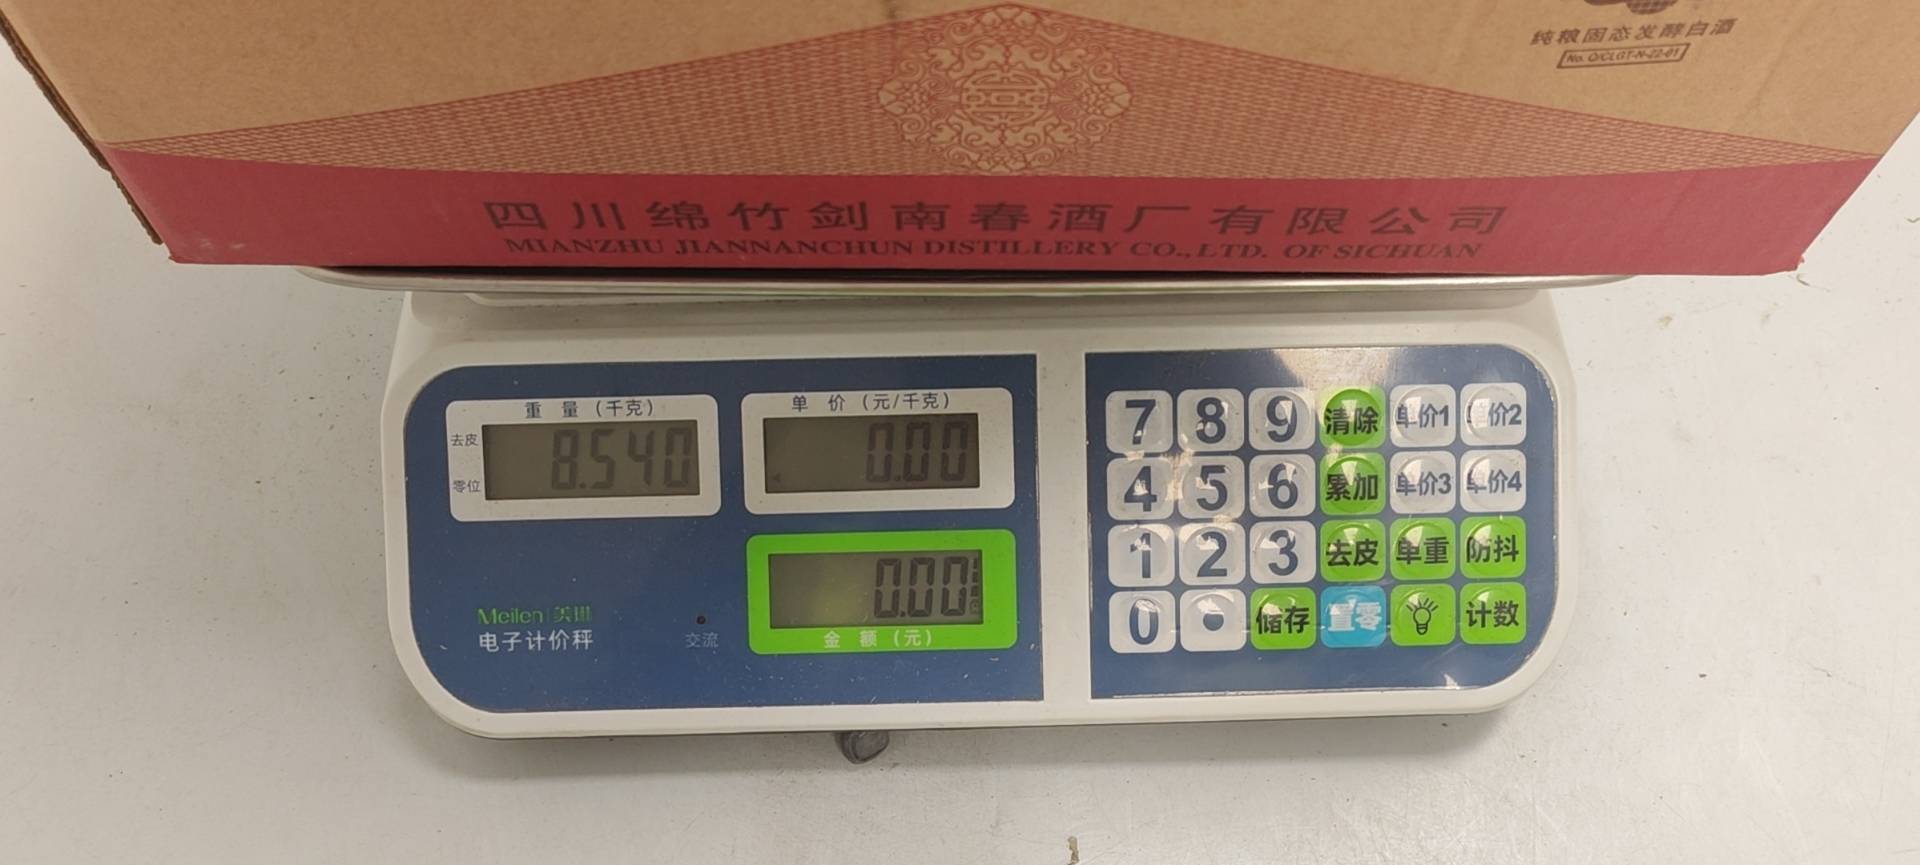 纯粮固态发酵白酒
No. Q/CLGT-N-22-01
四川绵竹剑南春酒厂有限公司
MIANZHU JIANNANCHUN DISTILLERY CO., LTD. OF SICHUAN
重量(千克)
去皮
零位
8.540
单价(元/千克)
0.00
0.00
金额(元)
Meilen 美琳
电子计价秤
交流
7 8 9 清除 单价1 单价2
4 5 6 累加 单价3 单价4
1 2 3 去皮 单重 防抖
0 . 储存 置零 计数